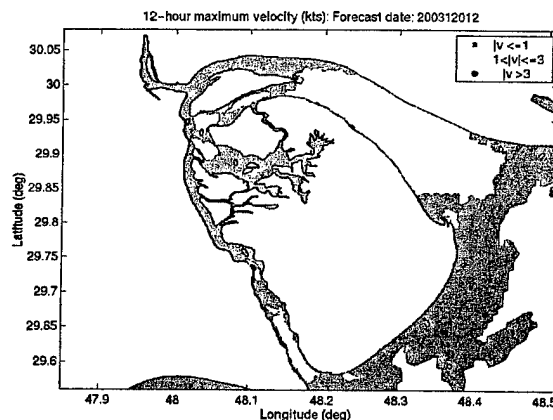 12-hour maximum velocity (kts): Forecast date: 200312012
|v <= 1
1<|v|<=3
|v >3
30.05
30
29.95
29.9
29.85
29.8
29.75
29.7
29.65
29.6
Latitude (deg)
47.9
48
48.1
48.2
48.3
48.4
48.5
Longitude (deg)